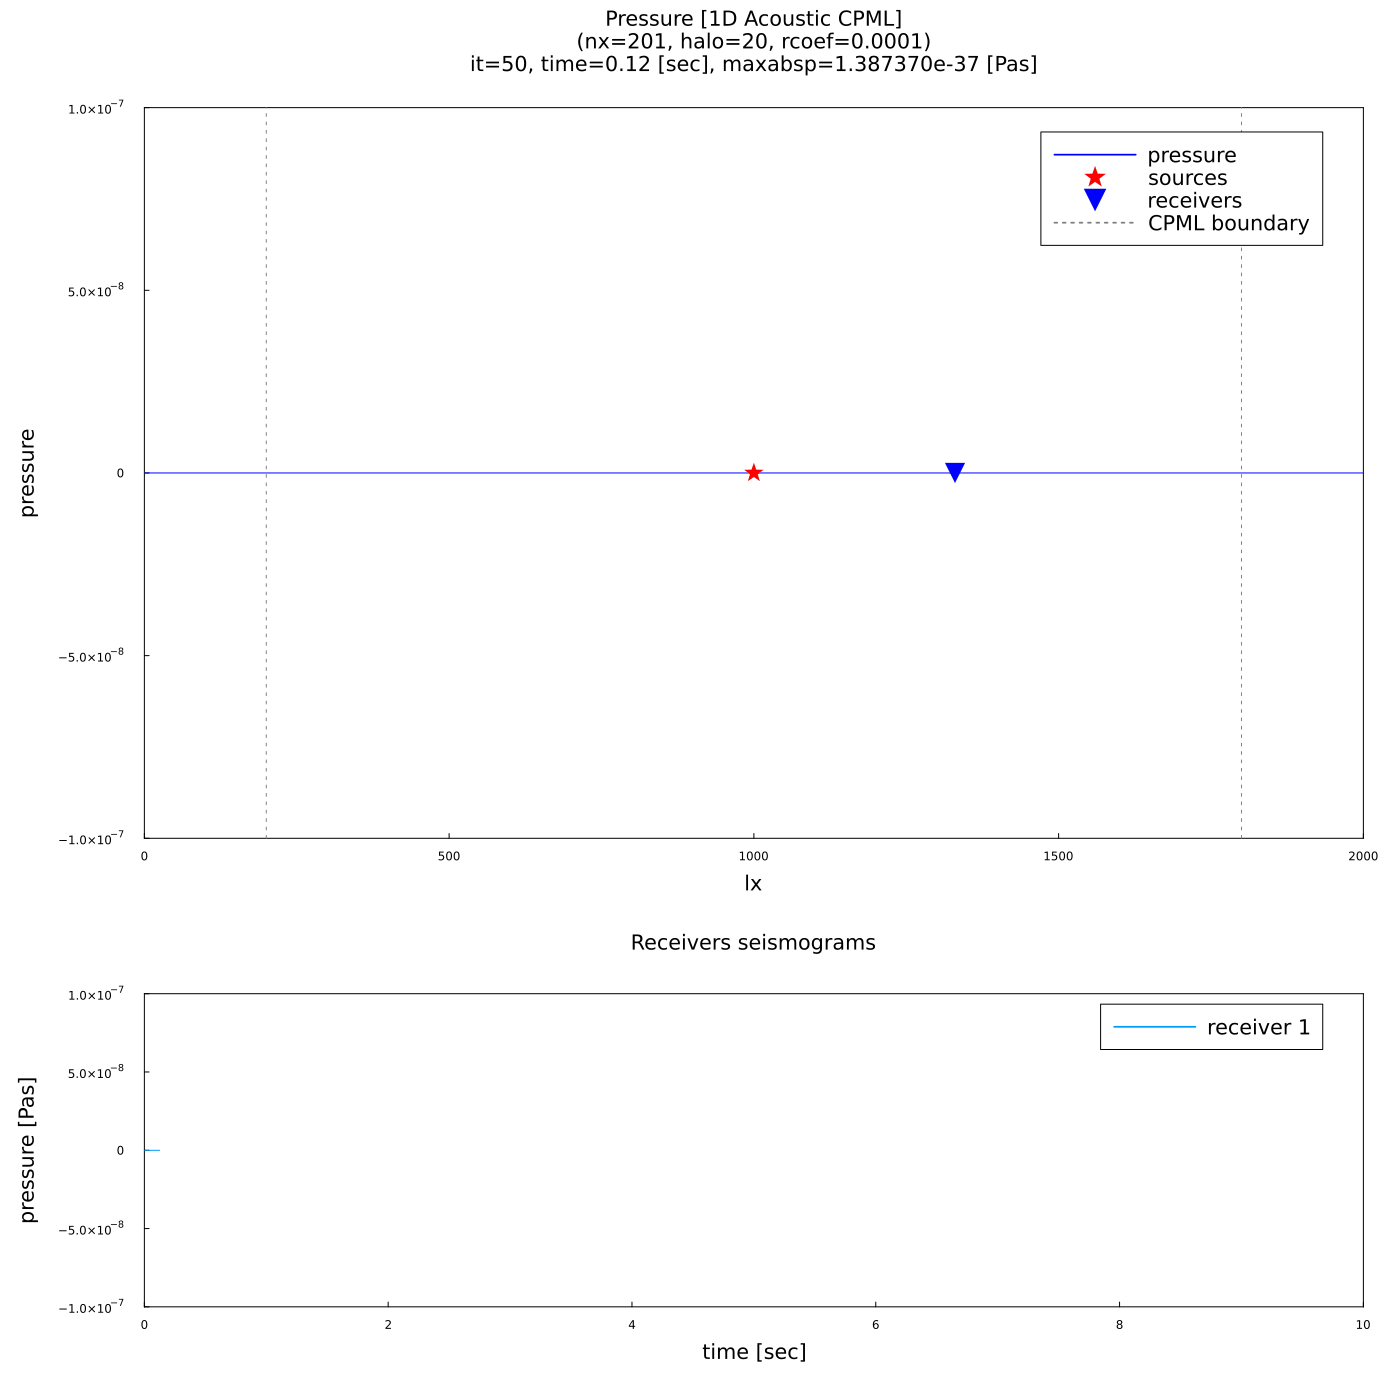 Pressure [1D Acoustic CPML]
(nx=201, halo=20, rcoef=0.0001)
it=50, time=0.12 [sec], maxabsp=1.387370e-37 [Pas]
1.0×10⁻⁷
5.0×10⁻⁸
0
−5.0×10⁻⁸
−1.0×10⁻⁷
pressure
pressure
sources
receivers
CPML boundary
0 500 1000 1500 2000
lx
Receivers seismograms
1.0×10⁻⁷
5.0×10⁻⁸
0
−5.0×10⁻⁸
−1.0×10⁻⁷
pressure [Pas]
receiver 1
0 2 4 6 8 10
time [sec]